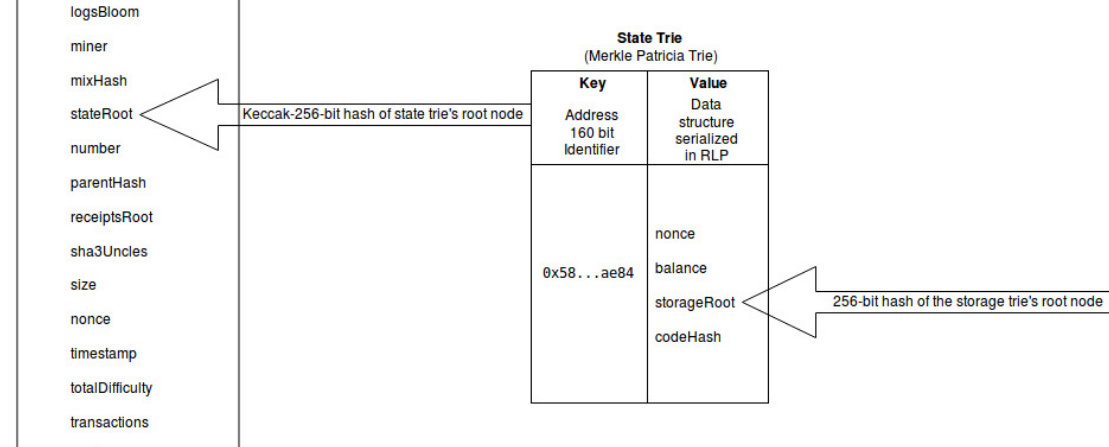 logsBloom
miner
mixHash
stateRoot
number
parentHash
receiptsRoot
sha3Uncles
size
nonce
timestamp
totalDifficulty
transactions
Keccak-256-bit hash of state trie's root node
State Trie
(Merkle Patricia Trie)
Key
Address
160 bit
Identifier
Value
Data
structure
serialized
in RLP
0x58...ae84
nonce
balance
storageRoot
codeHash
256-bit hash of the storage trie's root node